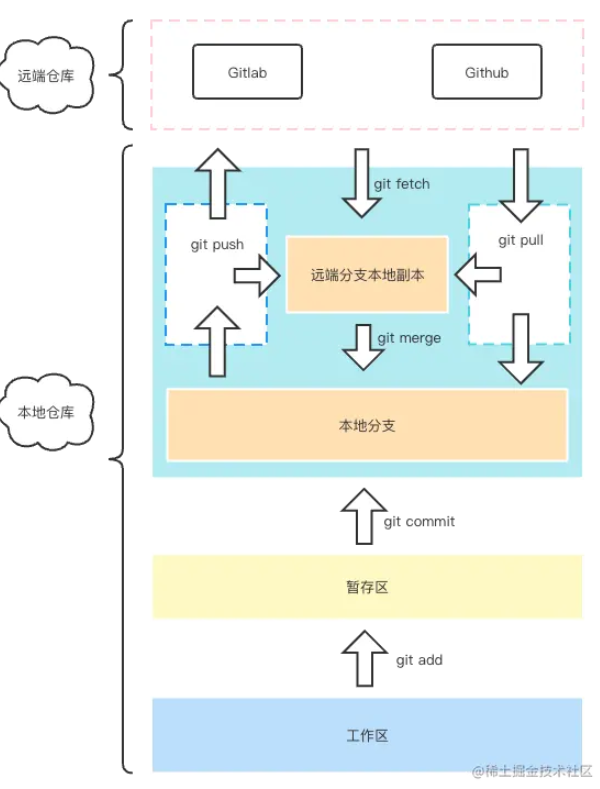 远端仓库
Gitlab
Github
git fetch
git push
git pull
远端分支本地副本
git merge
本地仓库
本地分支
git commit
暂存区
git add
工作区
@稀土掘金技术社区